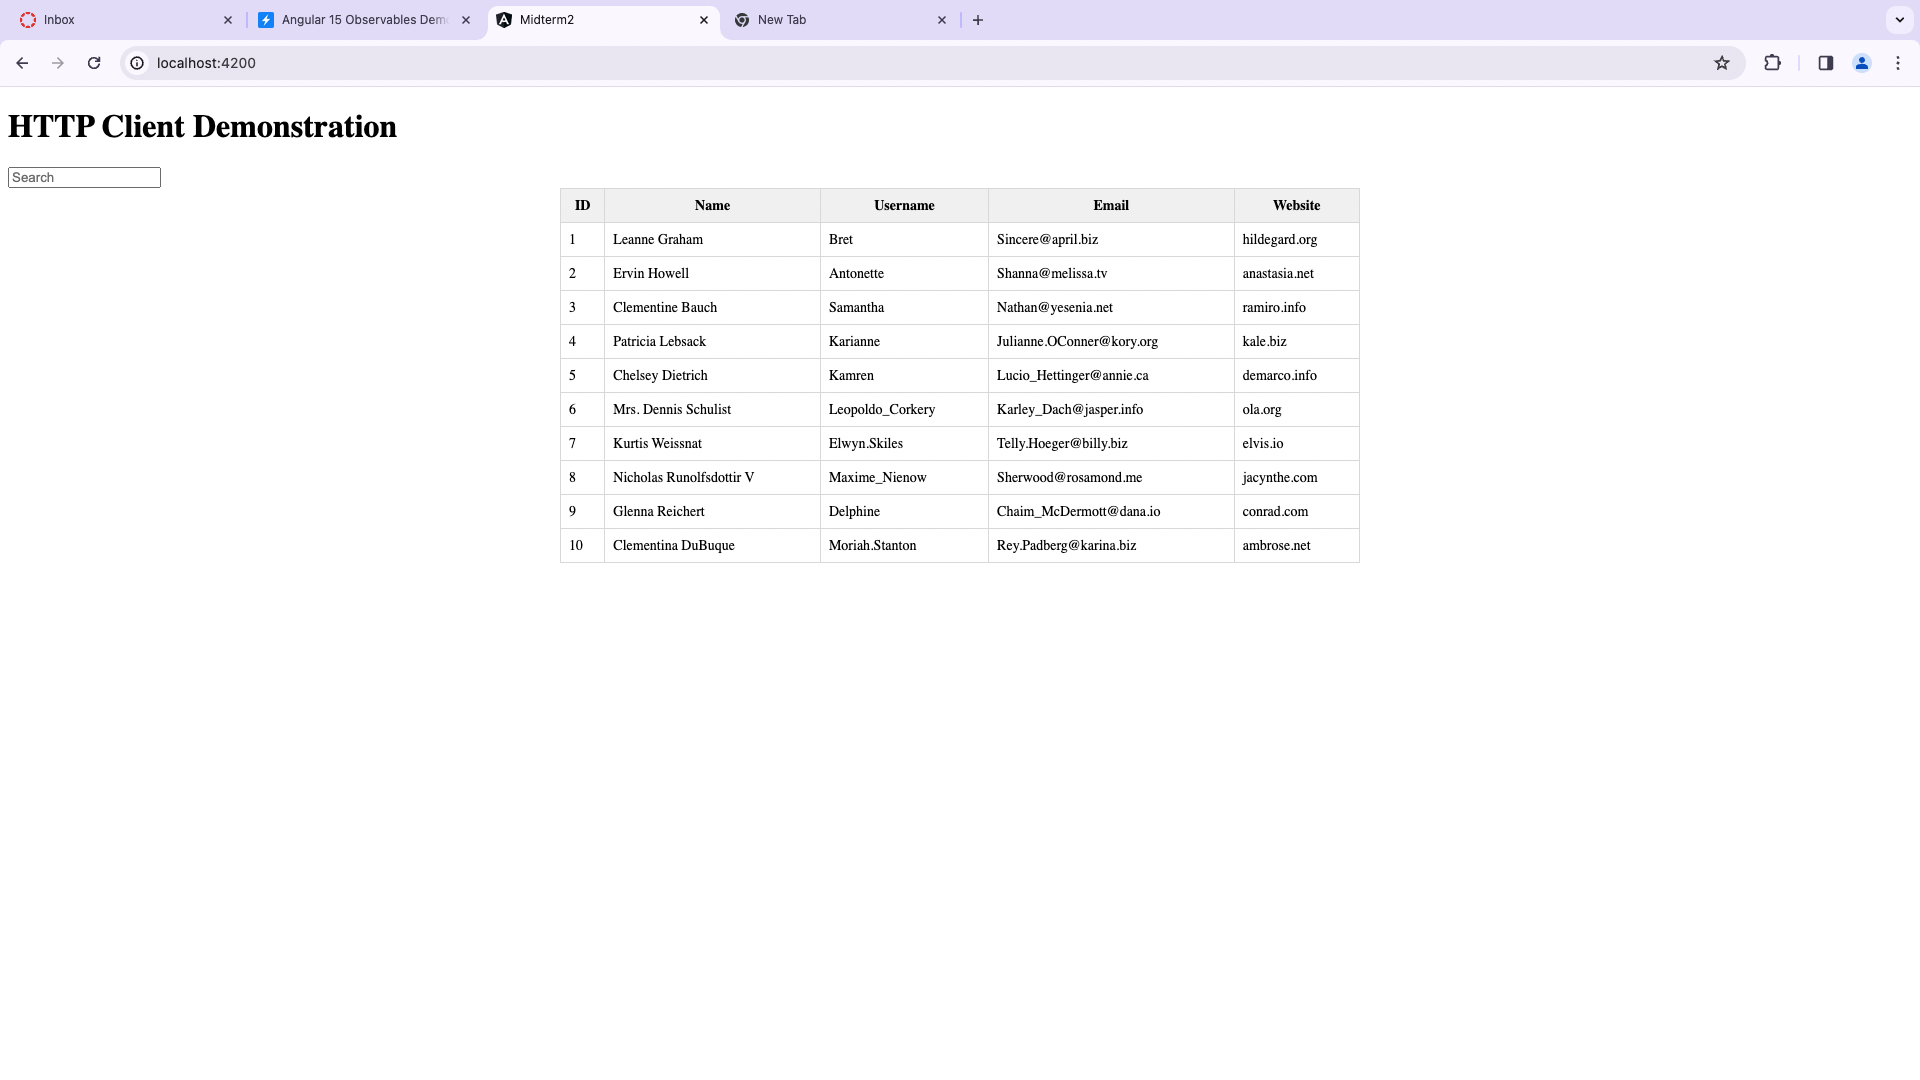 Inbox
Angular 15 Observables Dem
Midterm2
New Tab
localhost:4200
HTTP Client Demonstration
Search
ID Name Username Email Website
1 Leanne Graham Bret Sincere@april.biz hildegard.org
2 Ervin Howell Antonette Shanna@melissa.tv anastasia.net
3 Clementine Bauch Samantha Nathan@yesenia.net ramiro.info
4 Patricia Lebsack Karianne Julianne.OConner@kory.org kale.biz
5 Chelsey Dietrich Kamren Lucio_Hettinger@annie.ca demarco.info
6 Mrs. Dennis Schulist Leopoldo_Corkery Karley_Dach@jasper.info ola.org
7 Kurtis Weissnat Elwyn.Skiles Telly.Hoeger@billy.biz elvis.io
8 Nicholas Runolfsdottir V Maxime_Nienow Sherwood@rosamond.me jacynthe.com
9 Glenna Reichert Delphine Chaim_McDermott@dana.io conrad.com
10 Clementina DuBuque Moriah.Stanton Rey.Padberg@karina.biz ambrose.net